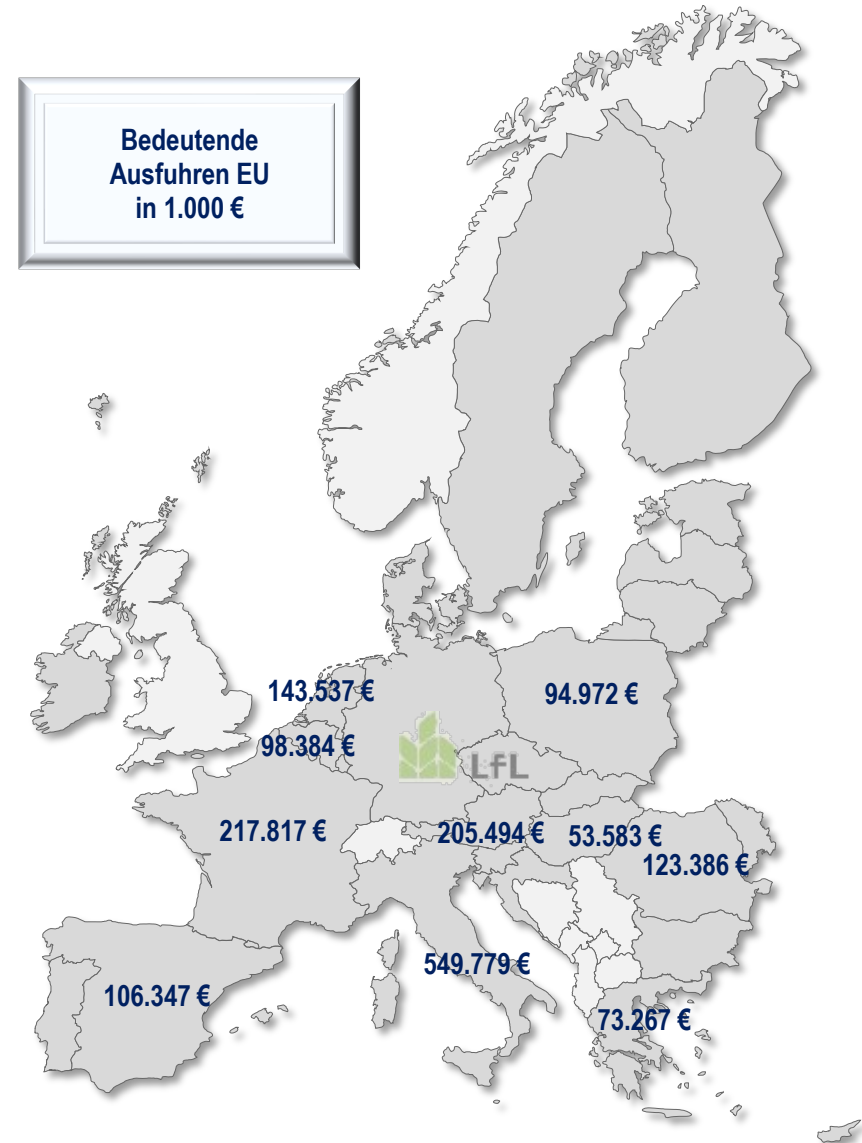 Bedeutende
Ausfuhren EU
in 1.000 €
143.537 €
94.972 €
98.384 €
LfL
217.817 €
205.494 €
53.583 €
123.386 €
549.779 €
106.347 €
73.267 €